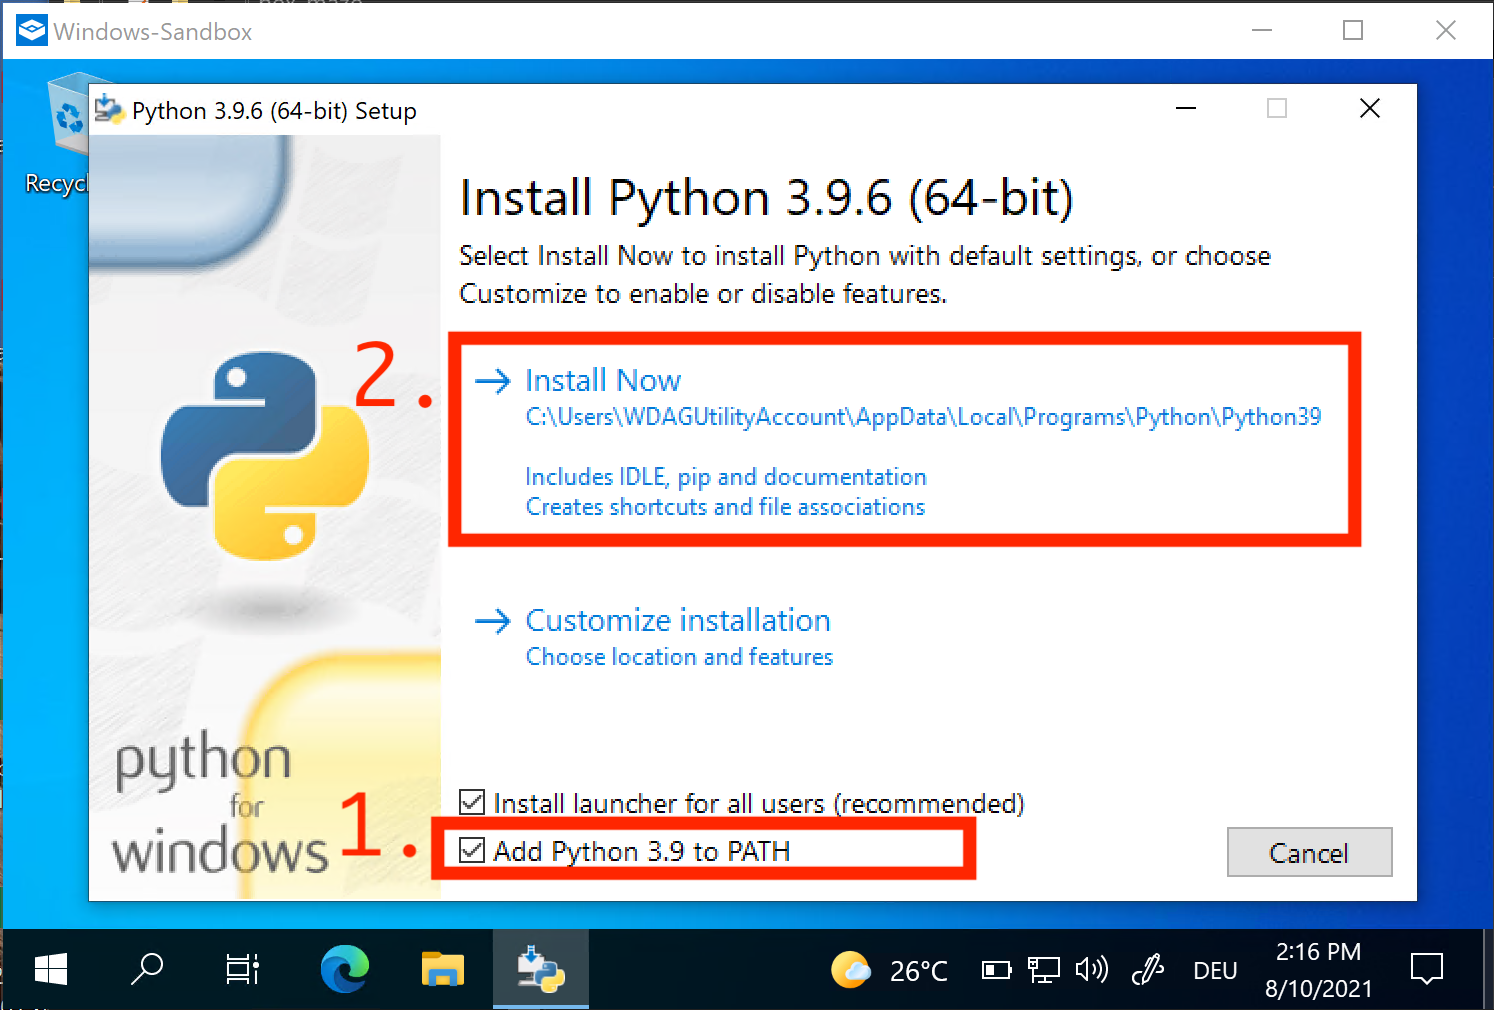 Windows-Sandbox
Recycl
Python 3.9.6 (64-bit) Setup
Install Python 3.9.6 (64-bit)
Select Install Now to install Python with default settings, or choose
Customize to enable or disable features.
2.
Install Now
C:\Users\WDAGUtilityAccount\AppData\Local\Programs\Python\Python39
Includes IDLE, pip and documentation
Creates shortcuts and file associations
Customize installation
Choose location and features
python
for
windows
Install launcher for all users (recommended)
1.
Add Python 3.9 to PATH
Cancel
26°C
DEU
2:16 PM
8/10/2021